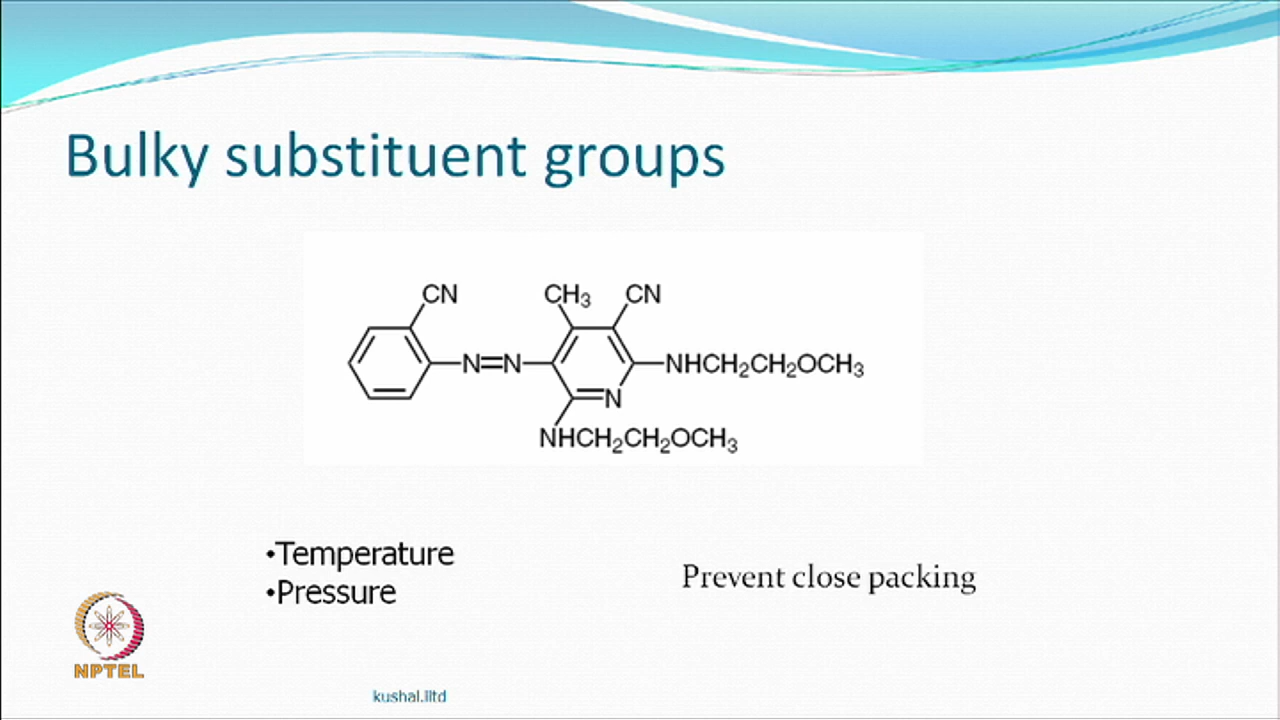 Bulky substituent groups
CN CH₃ CN
N=N NHCH₂CH₂OCH₃
N
NHCH₂CH₂OCH₃
•Temperature
•Pressure
Prevent close packing
NPTEL
kushal.iitd